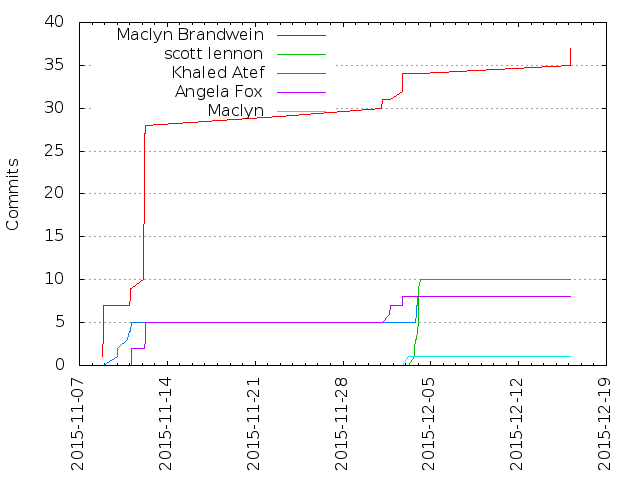 Maclyn Brandwein
scott lennon
Khaled Atef
Angela Fox
Maclyn
Commits
40
35
30
25
20
15
10
5
0
2015-11-07
2015-11-14
2015-11-21
2015-11-28
2015-12-05
2015-12-12
2015-12-19